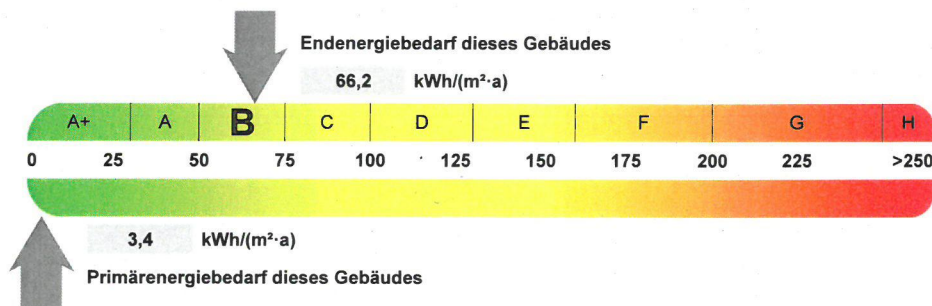 Endenergiebedarf dieses Gebäudes
66,2 kWh/(m²·a)
A+ A B C D E F G H
0 25 50 75 100 125 150 175 200 225 >250
3,4 kWh/(m²·a)
Primärenergiebedarf dieses Gebäudes